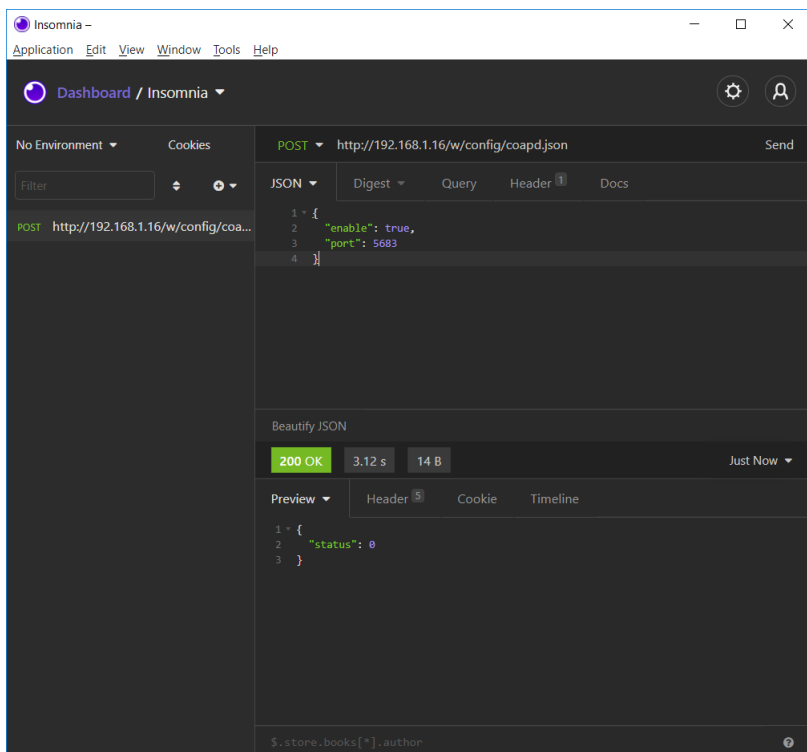 Insomnia –
Application Edit View Window Tools Help
Dashboard / Insomnia
No Environment Cookies
POST http://192.168.1.16/w/config/coapd.json Send
Filter
JSON Digest Query Header 1 Docs
POST http://192.168.1.16/w/config/coa...
1 {
2 "enable": true,
3 "port": 5683
4 }
Beautify JSON
200 OK 3.12 s 14 B Just Now
Preview Header 5 Cookie Timeline
1 {
2 "status": 0
3 }
$.store.books[*].author